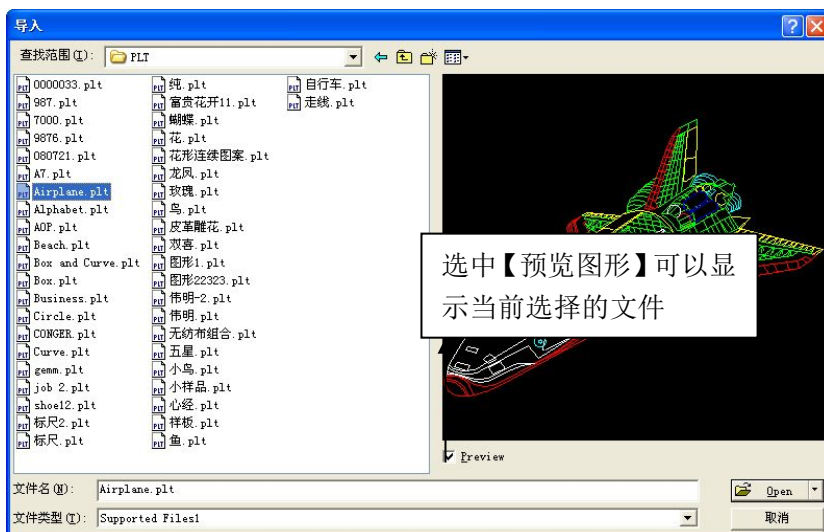 导入
查找范围(I): PLT
0000033.plt
987.plt
7000.plt
9876.plt
080721.plt
A7.plt
Airplane.plt
Alphabet.plt
AOP.plt
Beach.plt
Box and Curve.plt
Box.plt
Business.plt
Circle.plt
CONGER.plt
Curve.plt
gemm.plt
job 2.plt
shoe12.plt
标尺2.plt
标尺.plt
纯.plt
富贵花开11.plt
蝴蝶.plt
花.plt
花形连续图案.plt
龙凤.plt
玫瑰.plt
鸟.plt
皮革雕花.plt
双喜.plt
图形1.plt
图形22323.plt
伟明-2.plt
伟明.plt
无纺布组合.plt
五星.plt
小鸟.plt
小样品.plt
心经.plt
祥板.plt
鱼.plt
自行车.plt
走线.plt
选中【预览图形】可以显
示当前选择的文件
Preview
文件名(N): Airplane.plt
Open
文件类型(T): Supported Files1
取消